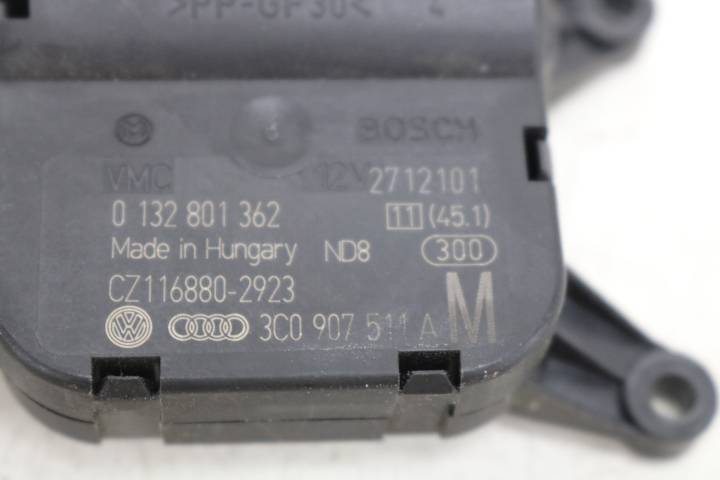 >PP-GF30<
BOSCH
VMC 12V 2712101
0 132 801 362 11 (45.1)
Made in Hungary ND8 300
CZ116880-2923
3C0 907 511 A M